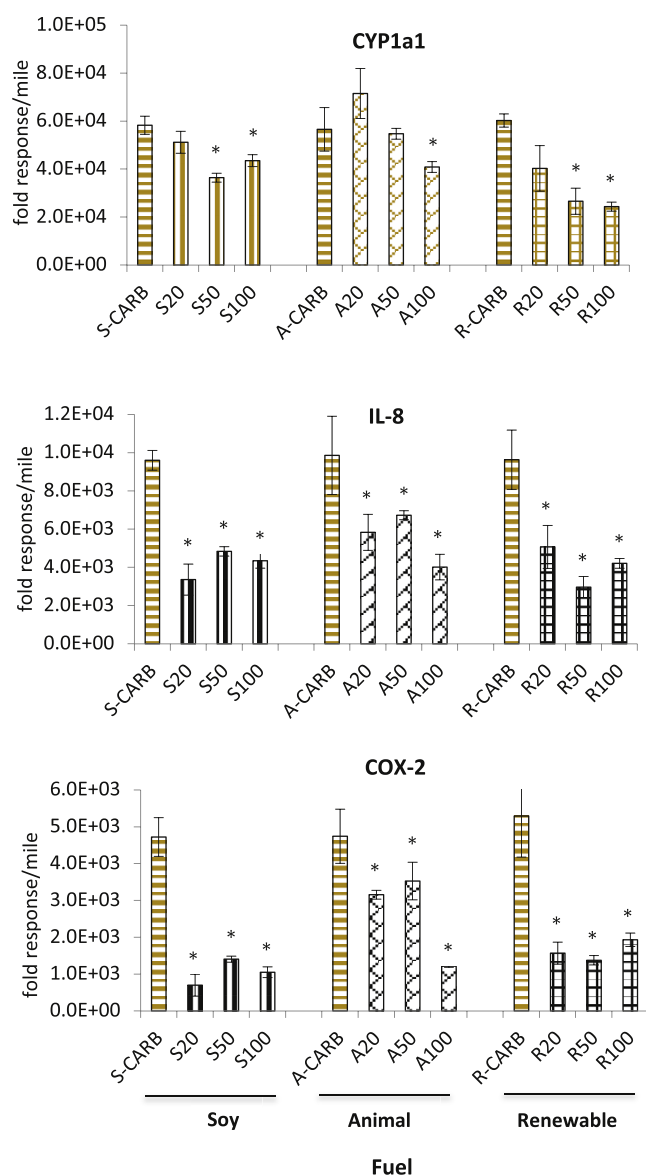 CYP1a1
fold response/mile
1.0E+05
8.0E+04
6.0E+04
4.0E+04
2.0E+04
0.0E+00
* * * * *
S-CARB S20 S50 S100 A-CARB A20 A50 A100 R-CARB R20 R50 R100
IL-8
fold response/mile
1.2E+04
1.0E+04
8.0E+03
6.0E+03
4.0E+03
2.0E+03
0.0E+00
* * * * * * * * *
S-CARB S20 S50 S100 A-CARB A20 A50 A100 R-CARB R20 R50 R100
COX-2
fold response/mile
6.0E+03
5.0E+03
4.0E+03
3.0E+03
2.0E+03
1.0E+03
0.0E+00
* * * * * * * * *
S-CARB S20 S50 S100 A-CARB A20 A50 A100 R-CARB R20 R50 R100
Soy Animal Renewable
Fuel